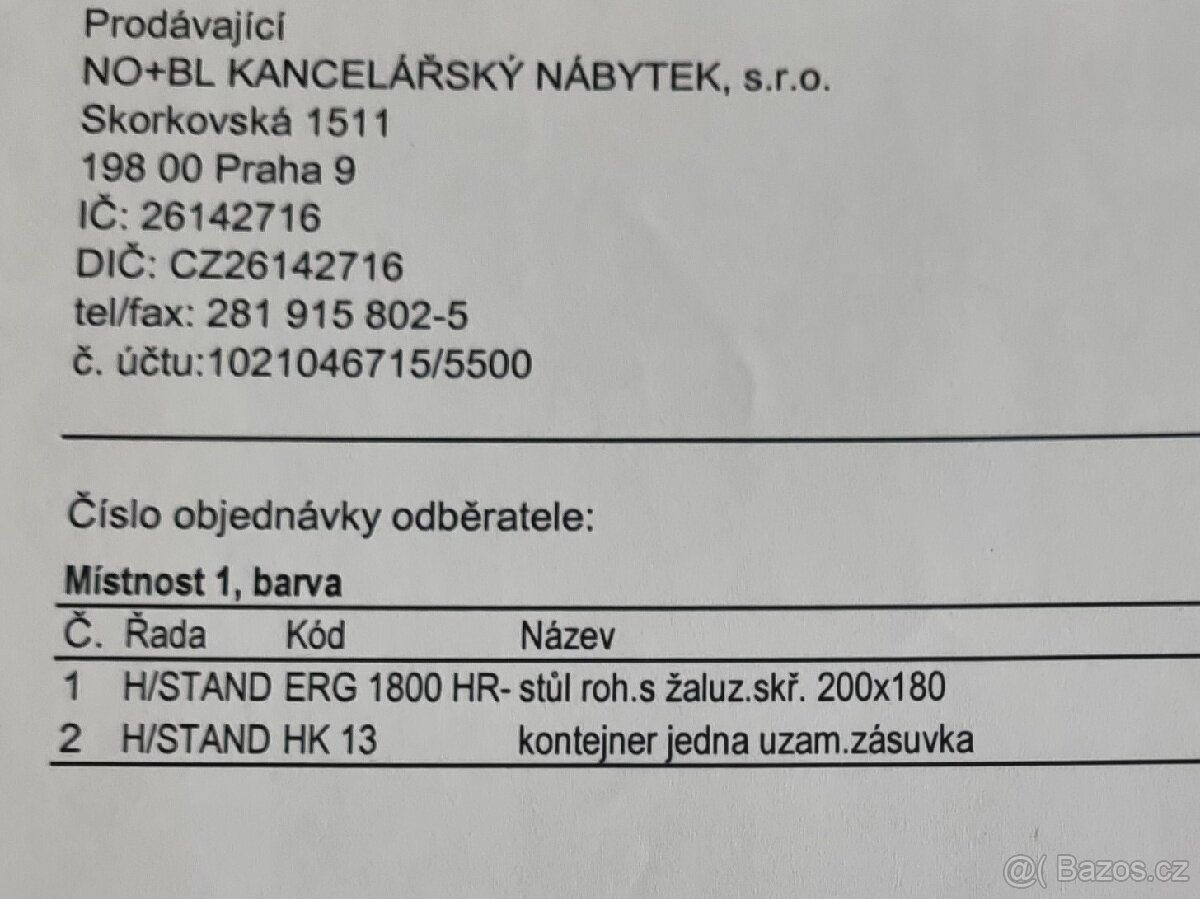 Prodávající
NO+BL KANCELÁŘSKÝ NÁBYTEK, s.r.o.
Skorkovská 1511
198 00 Praha 9
IČ: 26142716
DIČ: CZ26142716
tel/fax: 281 915 802-5
č. účtu:1021046715/5500
Číslo objednávky odběratele:
Místnost 1, barva
Č. Řada Kód Název
1 H/STAND ERG 1800 HR- stůl roh.s žaluz.skř. 200x180
2 H/STAND HK 13 kontejner jedna uzam.zásuvka
@( Bazos.cz